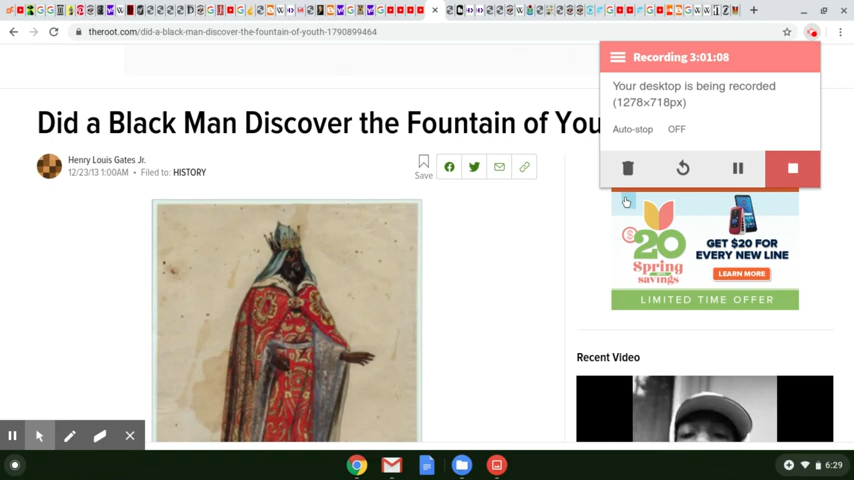 theroot.com/did-a-black-man-discover-the-fountain-of-youth-1790899464
Recording 3:01:08
Your desktop is being recorded
(1278×718px)
Auto-stop OFF
Did a Black Man Discover the Fountain of You
Henry Louis Gates Jr.
12/23/13 1:00AM • Filed to: HISTORY
Save
$20
Spring
savings
GET $20 FOR
EVERY NEW LINE
LEARN MORE
LIMITED TIME OFFER
Recent Video
6:29